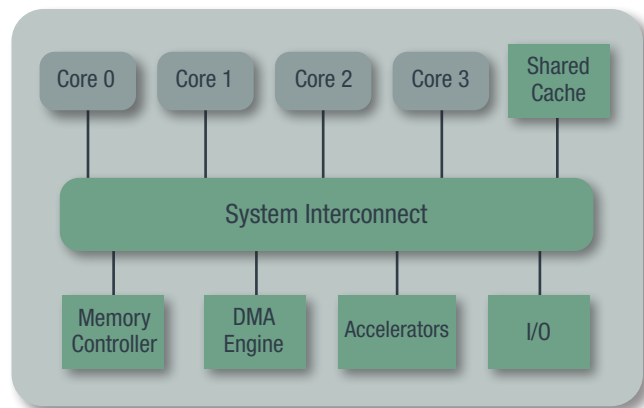 Core 0
Core 1
Core 2
Core 3
Shared
Cache
System Interconnect
Memory
Controller
DMA
Engine
Accelerators
I/O